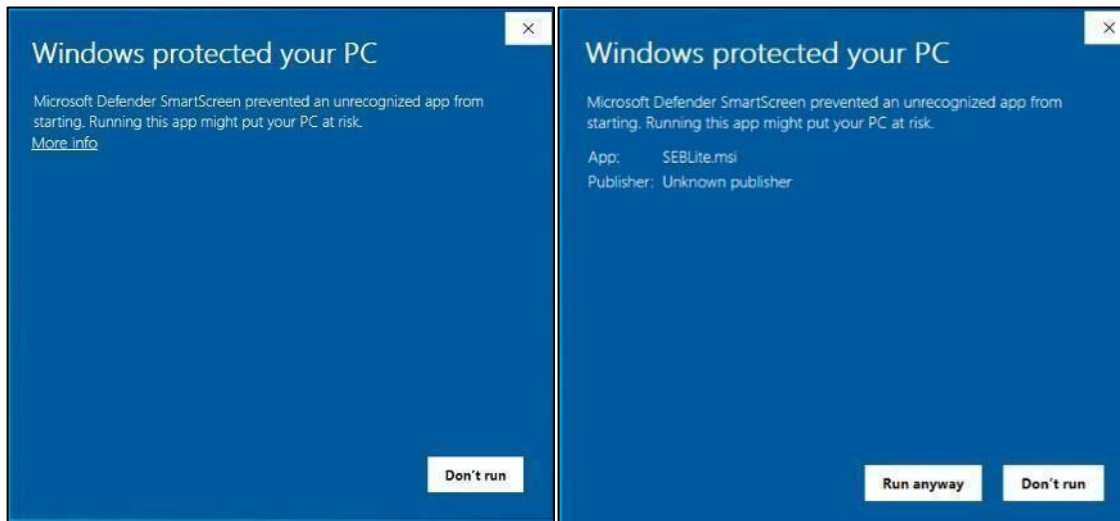 Windows protected your PC
Microsoft Defender SmartScreen prevented an unrecognized app from
starting. Running this app might put your PC at risk.
More info
Don't run
Windows protected your PC
Microsoft Defender SmartScreen prevented an unrecognized app from
starting. Running this app might put your PC at risk.
App: SEBLite.msi
Publisher: Unknown publisher
Run anyway Don't run